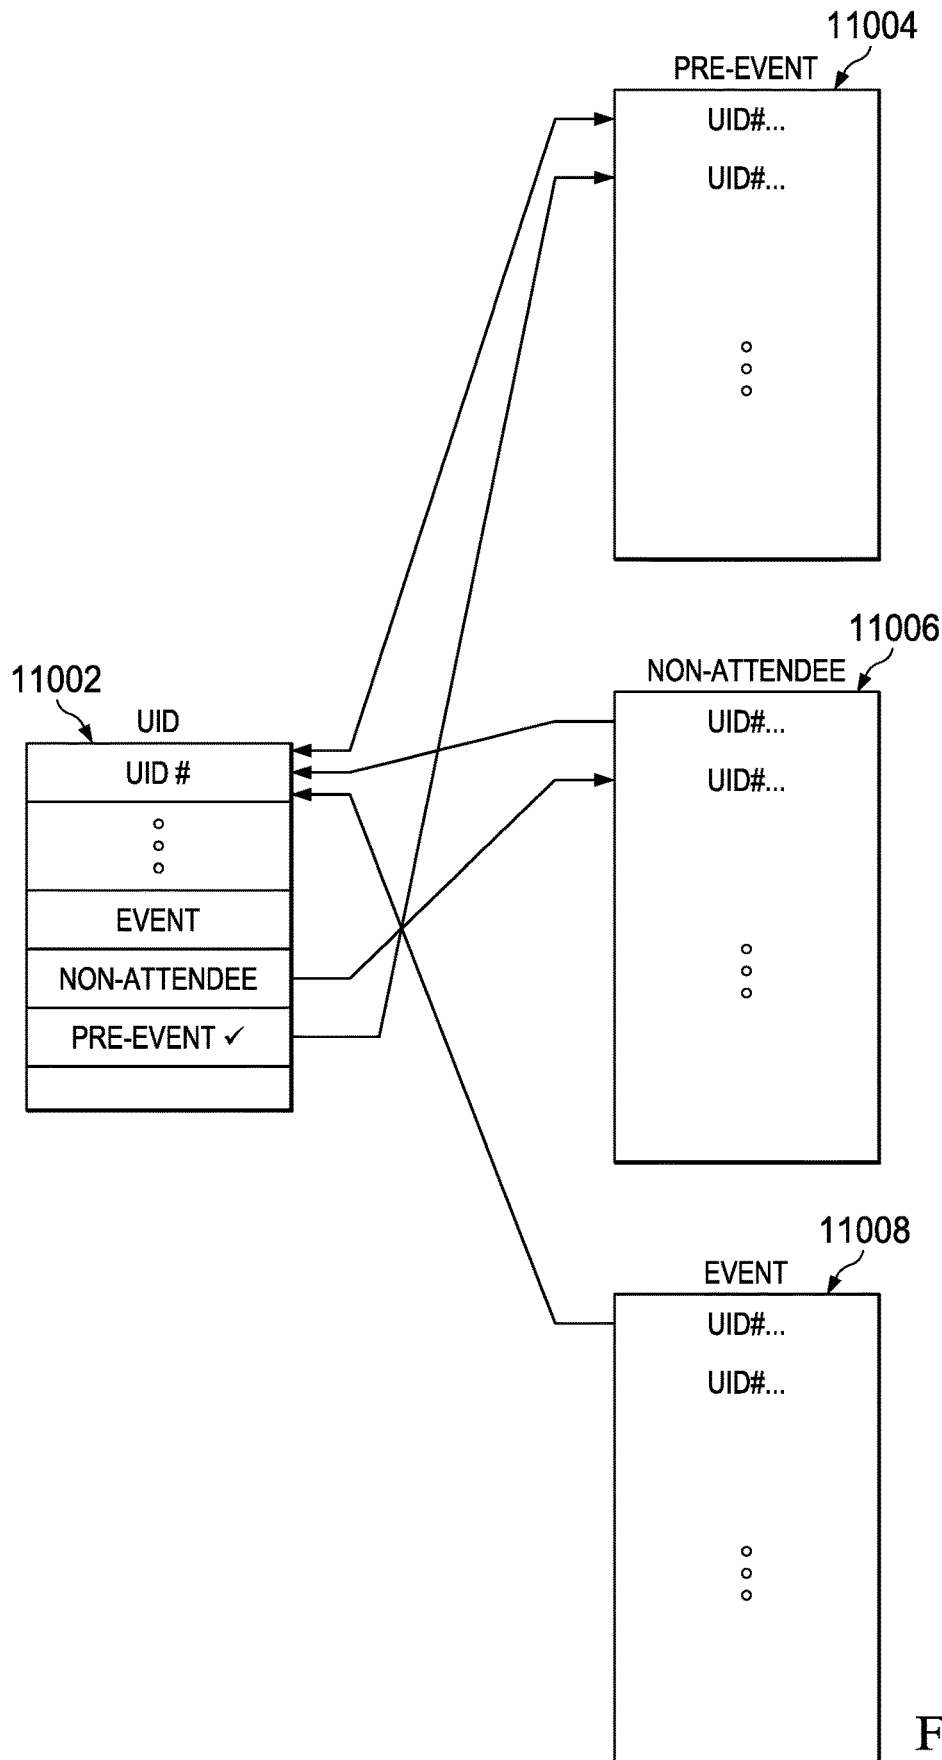 11004
PRE-EVENT
UID#...
UID#...
11006
NON-ATTENDEE
UID#...
UID#...
11002
UID
UID #
EVENT
NON-ATTENDEE
PRE-EVENT ✓
11008
EVENT
UID#...
UID#...
F